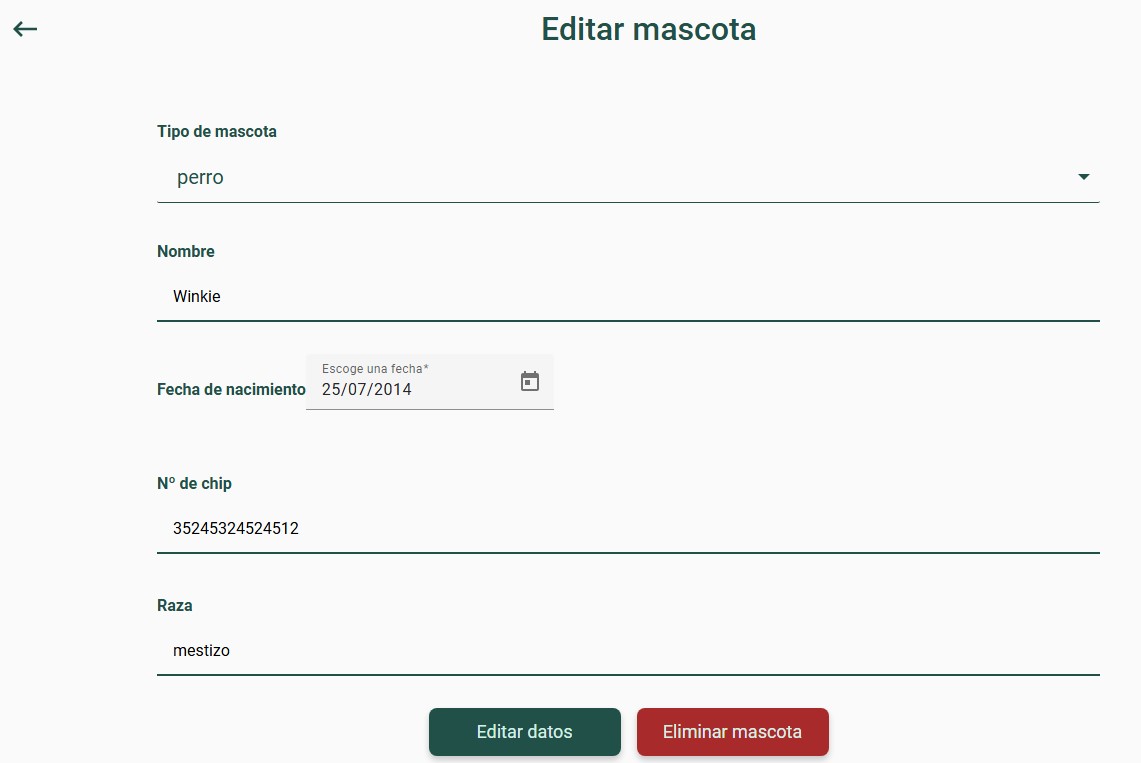 Editar mascota
Tipo de mascota
perro
Nombre
Winkie
Escoge una fecha*
Fecha de nacimiento 25/07/2014
Nº de chip
35245324524512
Raza
mestizo
Editar datos Eliminar mascota